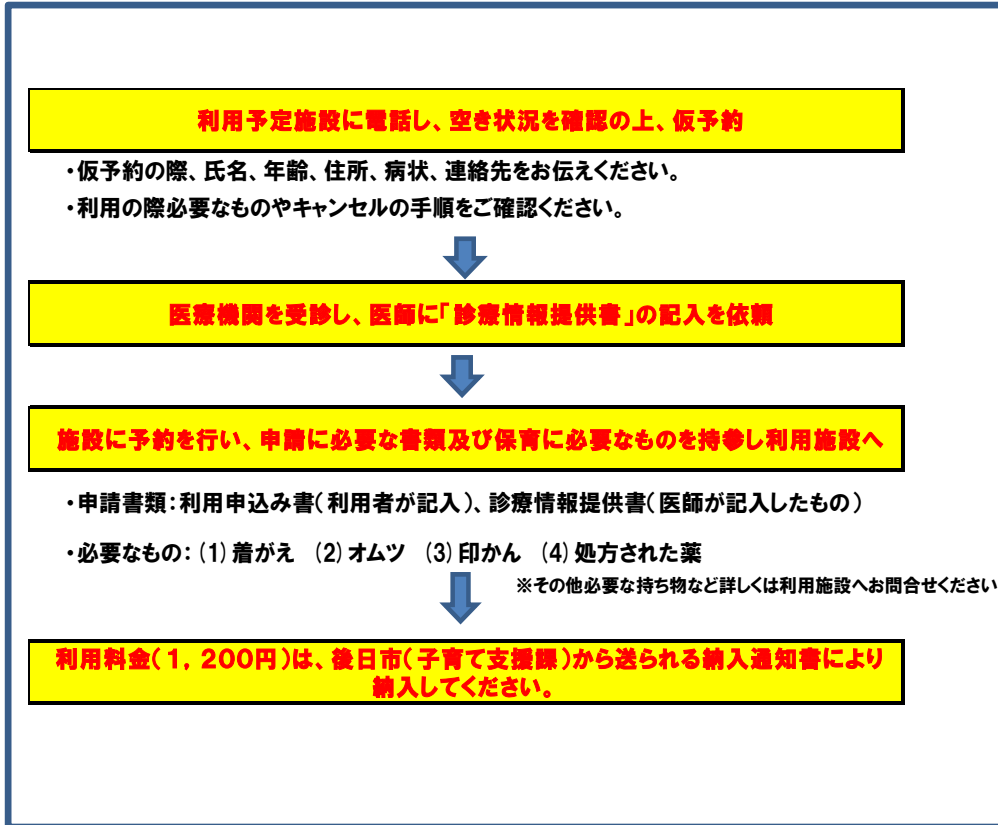 利用予定施設に電話し、空き状況を確認の上、仮予約
・仮予約の際、氏名、年齢、住所、病状、連絡先をお伝えください。
・利用の際必要なものやキャンセルの手順をご確認ください。
医療機関を受診し、医師に「診療情報提供書」の記入を依頼
施設に予約を行い、申請に必要な書類及び保育に必要なものを持参し利用施設へ
・申請書類：利用申込み書（利用者が記入）、診療情報提供書（医師が記入したもの）
・必要なもの：(1)着がえ　(2)オムツ　(3)印かん　(4)処方された薬
※その他必要な持ち物など詳しくは利用施設へお問合せください
利用料金（１，２００円）は、後日市（子育て支援課）から送られる納入通知書により
納入してください。